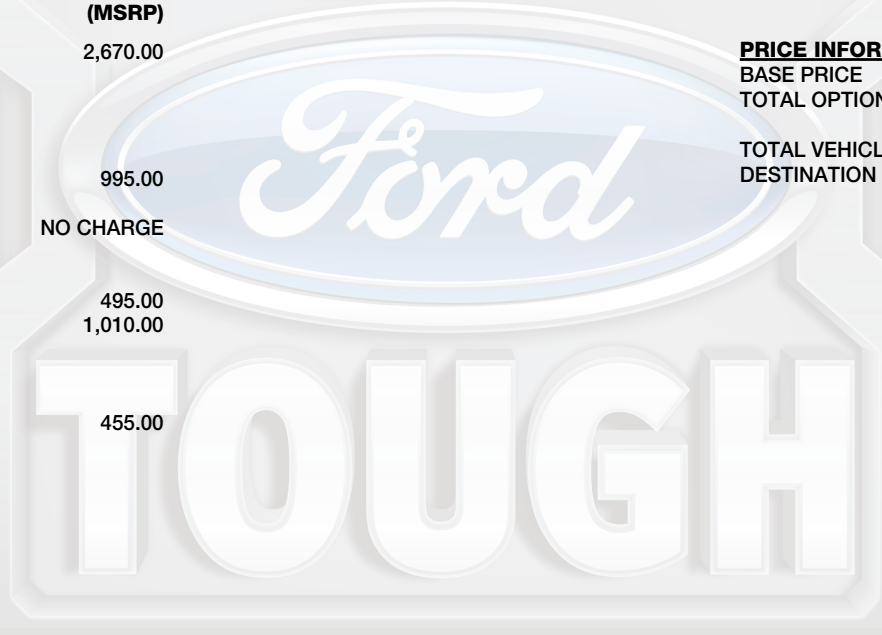 (MSRP)
2,670.00
995.00
NO CHARGE
495.00
1,010.00
455.00
PRICE INFOR
BASE PRICE
TOTAL OPTION
TOTAL VEHICL
DESTINATION
Ford
TOUGH